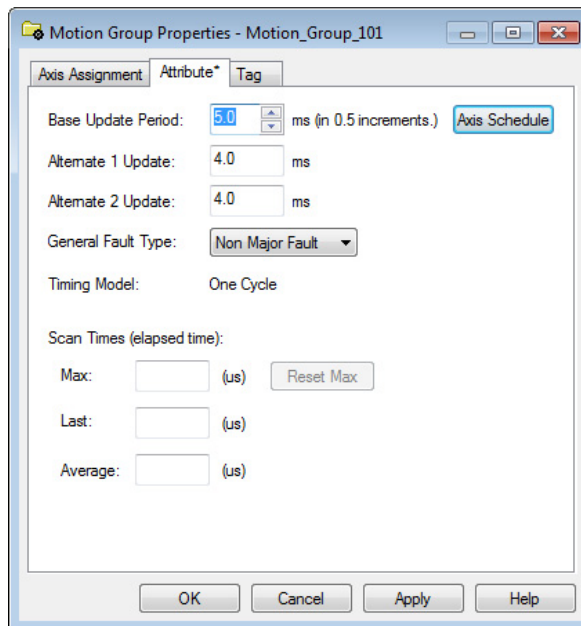 Motion Group Properties - Motion_Group_101
Axis Assignment Attribute* Tag
Base Update Period: 5.0 ms (in 0.5 increments.) Axis Schedule
Alternate 1 Update: 4.0 ms
Alternate 2 Update: 4.0 ms
General Fault Type: Non Major Fault
Timing Model: One Cycle
Scan Times (elapsed time):
Max: (us) Reset Max
Last: (us)
Average: (us)
OK Cancel Apply Help